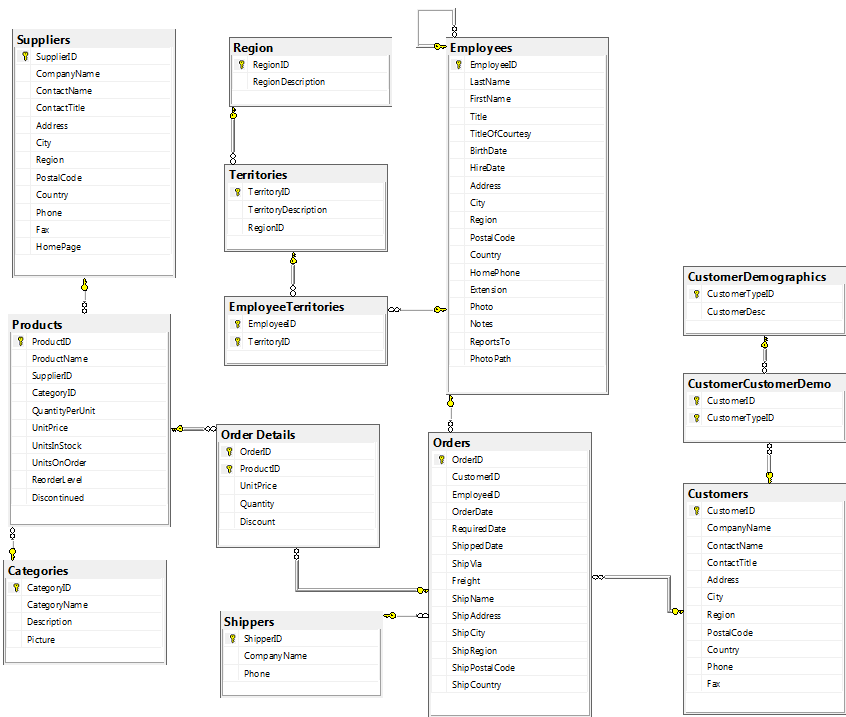 Suppliers
SupplierID
CompanyName
ContactName
ContactTitle
Address
City
Region
PostalCode
Country
Phone
Fax
HomePage
Region
RegionID
RegionDescription
Territories
TerritoryID
TerritoryDescription
RegionID
EmployeeTerritories
EmployeeID
TerritoryID
Employees
EmployeeID
LastName
FirstName
Title
TitleOfCourtesy
BirthDate
HireDate
Address
City
Region
PostalCode
Country
HomePhone
Extension
Photo
Notes
ReportsTo
PhotoPath
CustomerDemographics
CustomerTypeID
CustomerDesc
CustomerCustomerDemo
CustomerID
CustomerTypeID
Products
ProductID
ProductName
SupplierID
CategoryID
QuantityPerUnit
UnitPrice
UnitsInStock
UnitsOnOrder
ReorderLevel
Discontinued
Order Details
OrderID
ProductID
UnitPrice
Quantity
Discount
Orders
OrderID
CustomerID
EmployeeID
OrderDate
RequiredDate
ShippedDate
ShipVia
Freight
ShipName
ShipAddress
ShipCity
ShipRegion
ShipPostalCode
ShipCountry
Customers
CustomerID
CompanyName
ContactName
ContactTitle
Address
City
Region
PostalCode
Country
Phone
Fax
Categories
CategoryID
CategoryName
Description
Picture
Shippers
ShipperID
CompanyName
Phone